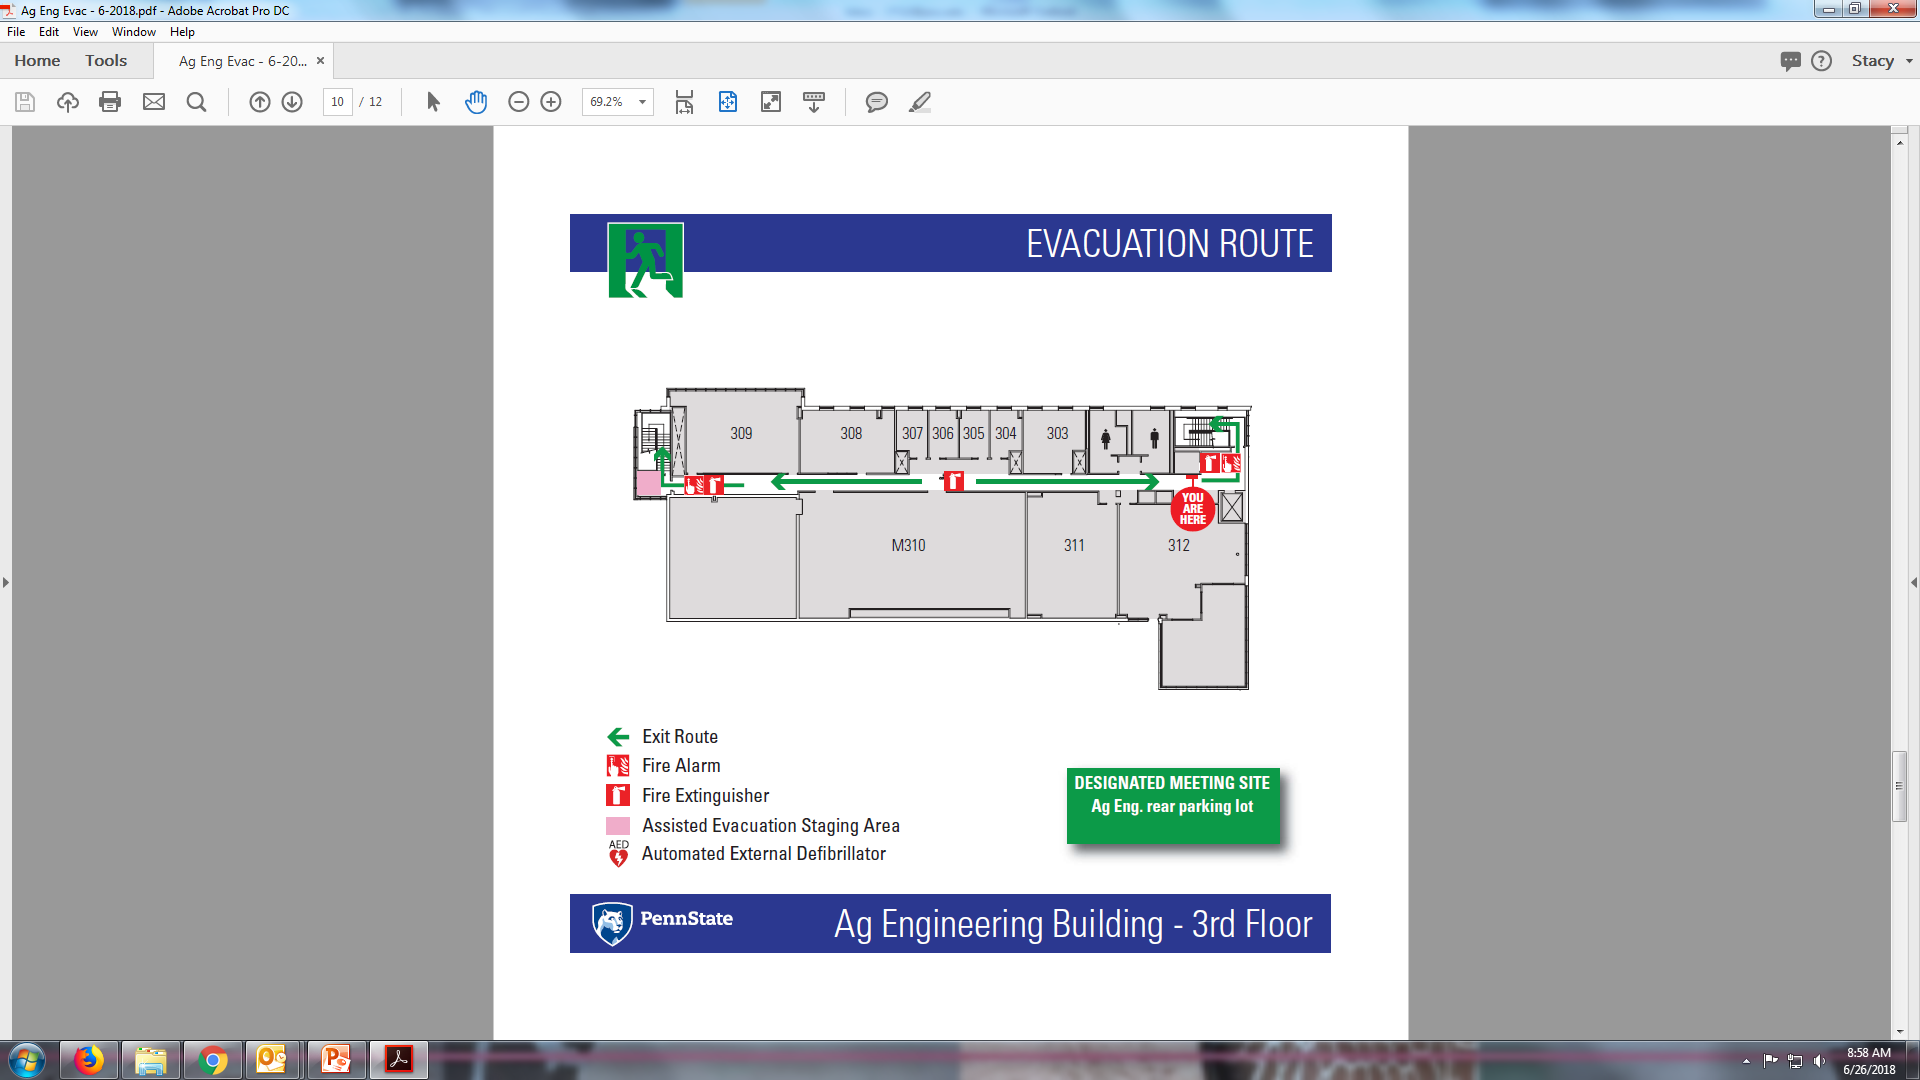 Ag Eng Evac - 6-2018.pdf - Adobe Acrobat Pro DC
File Edit View Window Help
Home Tools Ag Eng Evac - 6-20... × Stacy
10 / 12 69.2%
EVACUATION ROUTE
309 308 307 306 305 304 303
YOU
ARE
HERE
M310 311 312
Exit Route
Fire Alarm
Fire Extinguisher
Assisted Evacuation Staging Area
AED
Automated External Defibrillator
DESIGNATED MEETING SITE
Ag Eng. rear parking lot
PennState Ag Engineering Building - 3rd Floor
8:58 AM
6/26/2018